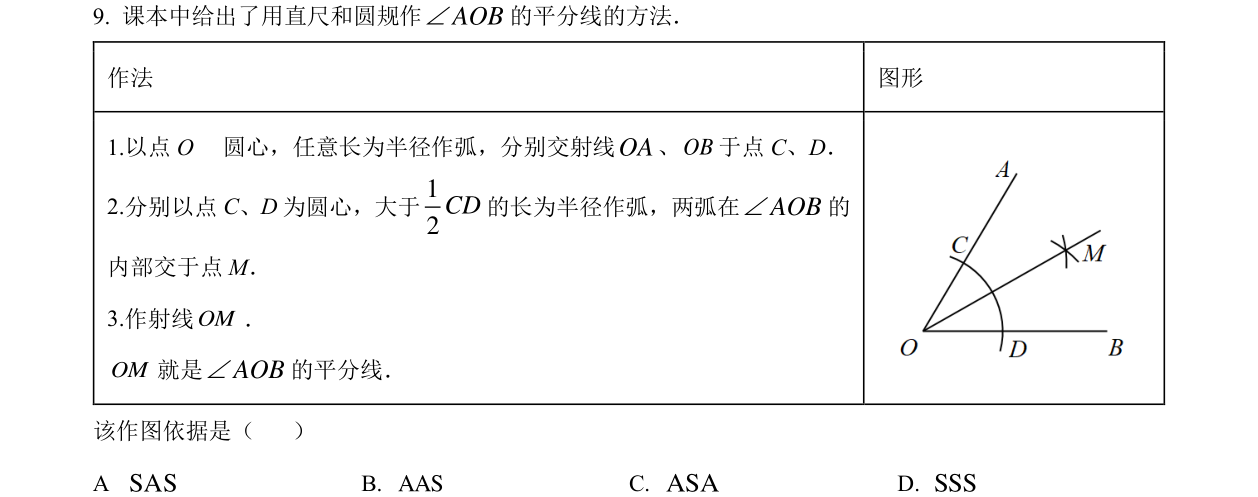 9. 课本中给出了用直尺和圆规作∠AOB的平分线的方法.
作法
图形
1.以点 O 圆心，任意长为半径作弧，分别交射线OA、OB于点 C、D.
2.分别以点 C、D 为圆心，大于1/2CD的长为半径作弧，两弧在∠AOB的
内部交于点 M.
3.作射线OM.
OM 就是∠AOB的平分线.
A
C
M
O
D
B
该作图依据是（ ）
A SAS B. AAS C. ASA D. SSS